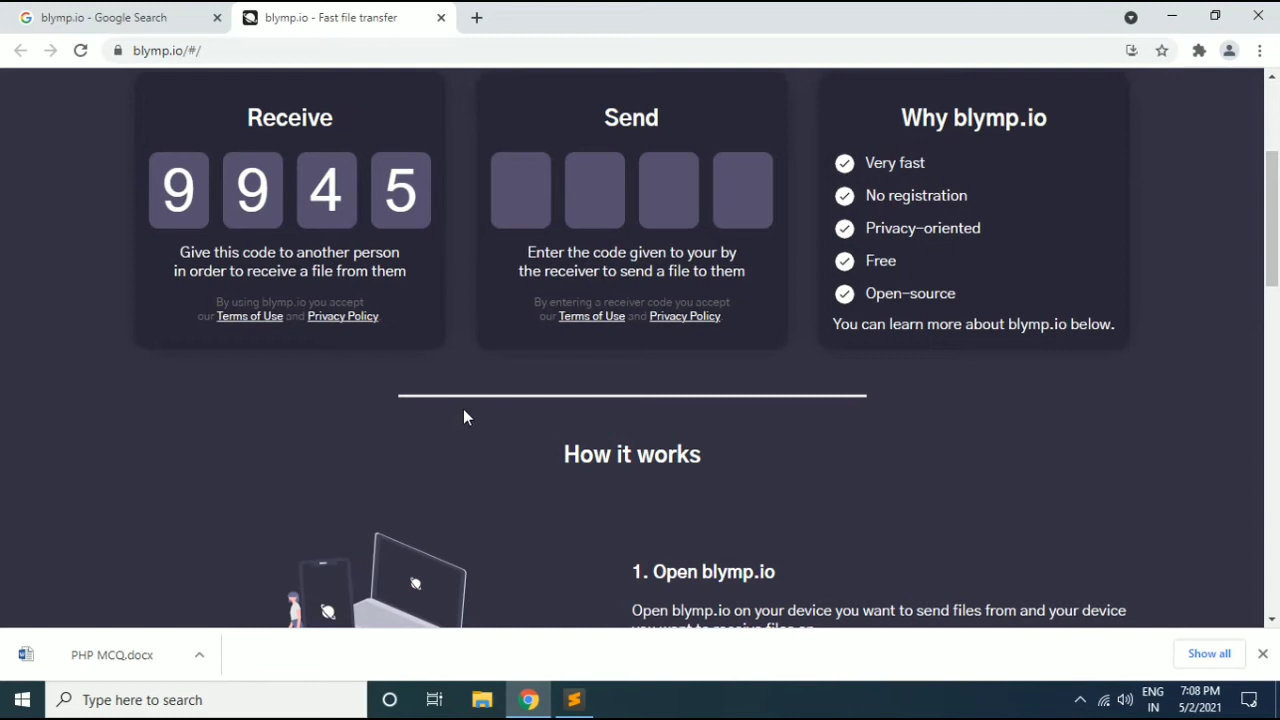 blymp.io - Google Search
blymp.io - Fast file transfer
blymp.io/#/
Receive
9 9 4 5
Give this code to another person
in order to receive a file from them
By using blymp.io you accept
our Terms of Use and Privacy Policy.
Send
Enter the code given to your by
the receiver to send a file to them
By entering a receiver code you accept
our Terms of Use and Privacy Policy.
Why blymp.io
Very fast
No registration
Privacy-oriented
Free
Open-source
You can learn more about blymp.io below.
How it works
1. Open blymp.io
Open blymp.io on your device you want to send files from and your device
you want to receive files on
PHP MCQ.docx
Show all
Type here to search
ENG
IN
7:08 PM
5/2/2021